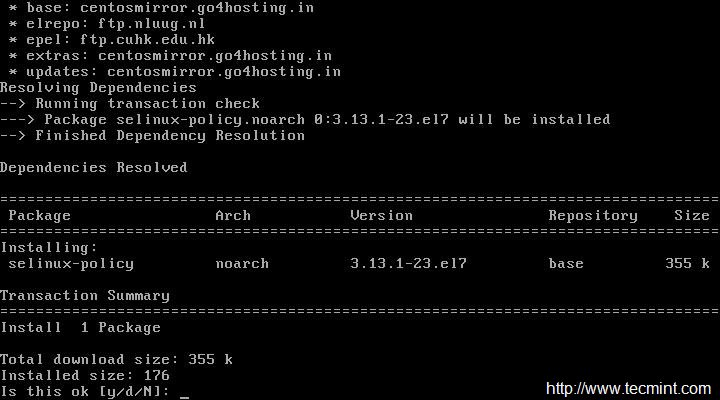 * base: centosmirror.go4hosting.in
* elrepo: ftp.nluug.nl
* epel: ftp.cuhk.edu.hk
* extras: centosmirror.go4hosting.in
* updates: centosmirror.go4hosting.in
Resolving Dependencies
--> Running transaction check
---> Package selinux-policy.noarch 0:3.13.1-23.el7 will be installed
--> Finished Dependency Resolution
Dependencies Resolved
================================================================================
Package Arch Version Repository Size
================================================================================
Installing:
selinux-policy noarch 3.13.1-23.el7 base 355 k
Transaction Summary
================================================================================
Install 1 Package
Total download size: 355 k
Installed size: 176
Is this ok [y/d/N]: _
http://www.tecmint.com